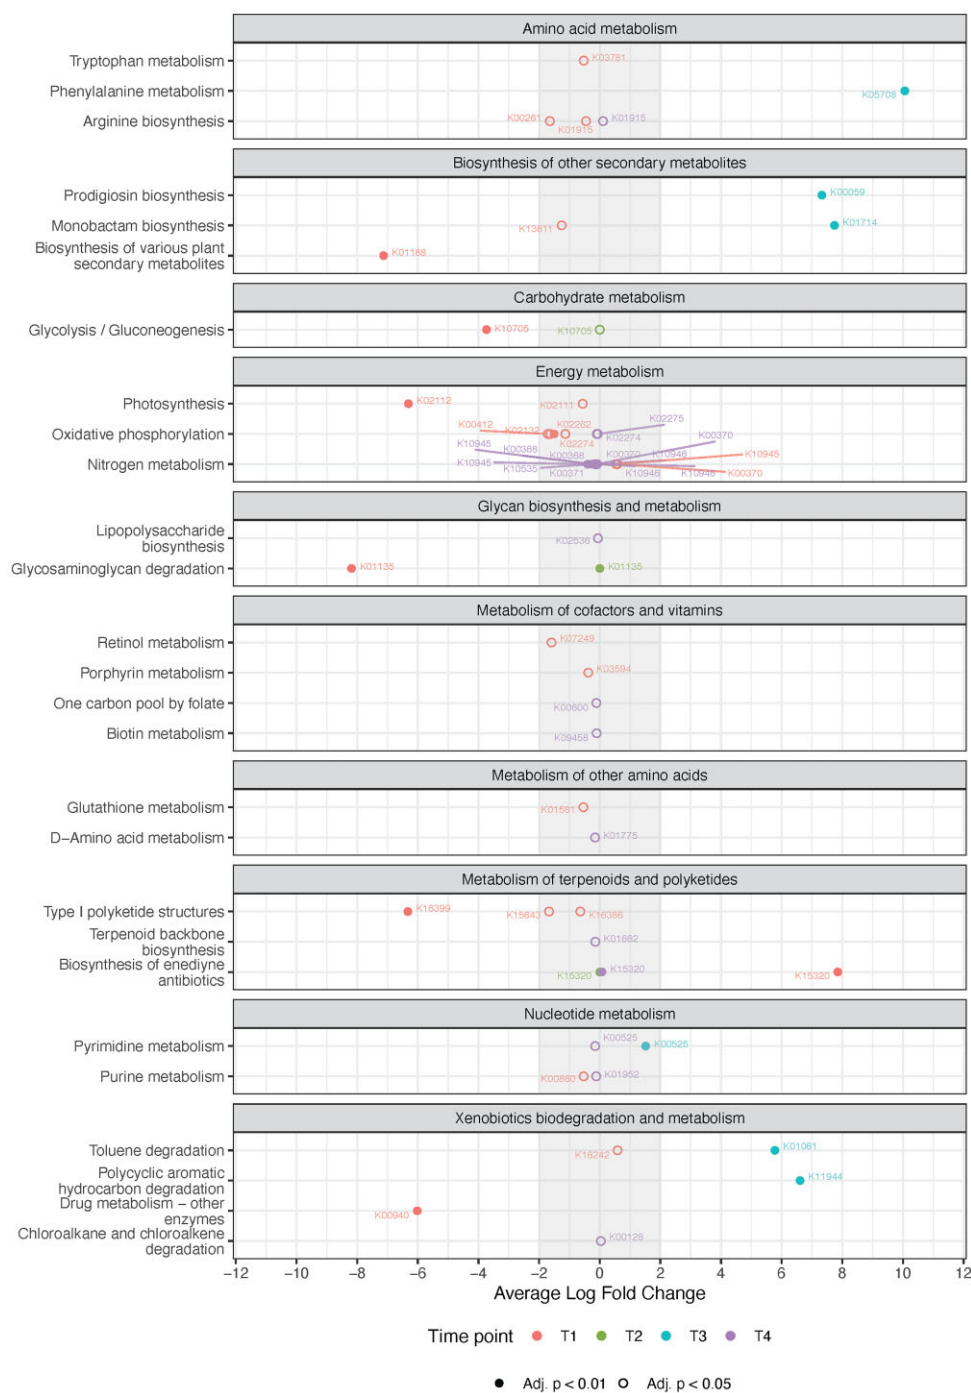 Amino acid metabolism
Tryptophan metabolism
K03781
Phenylalanine metabolism
K05708
Arginine biosynthesis
K00261
K01915
K01915
Biosynthesis of other secondary metabolites
Prodigiosin biosynthesis
K00059
Monobactam biosynthesis
K13811
K01714
Biosynthesis of various plant
secondary metabolites
K01188
Carbohydrate metabolism
Glycolysis / Gluconeogenesis
K10705
K10705
Energy metabolism
Photosynthesis
K02112
K02111
Oxidative phosphorylation
K00412
K02132
K02262
K02274
K02274
K02275
Nitrogen metabolism
K10945
K00368
K00368
K00370
K10946
K00370
K10945
K10945
K10535
K00371
K10946
K10946
K00370
Glycan biosynthesis and metabolism
Lipopolysaccharide
biosynthesis
K02536
Glycosaminoglycan degradation
K01135
K01135
Metabolism of cofactors and vitamins
Retinol metabolism
K07249
Porphyrin metabolism
K03594
One carbon pool by folate
K00600
Biotin metabolism
K09458
Metabolism of other amino acids
Glutathione metabolism
K01581
D−Amino acid metabolism
K01775
Metabolism of terpenoids and polyketides
Type I polyketide structures
K16399
K15643
K16386
Terpenoid backbone
biosynthesis
K01662
Biosynthesis of enediyne
antibiotics
K15320
K15320
K15320
Nucleotide metabolism
Pyrimidine metabolism
K00525
K00525
Purine metabolism
K00860
K01952
Xenobiotics biodegradation and metabolism
Toluene degradation
K16242
K01061
Polycyclic aromatic
hydrocarbon degradation
K11944
Drug metabolism − other
enzymes
K00940
Chloroalkane and chloroalkene
degradation
K00128
−12 −10 −8 −6 −4 −2 0 2 4 6 8 10 12
Average Log Fold Change
Time point T1 T2 T3 T4
Adj. p < 0.01 Adj. p < 0.05